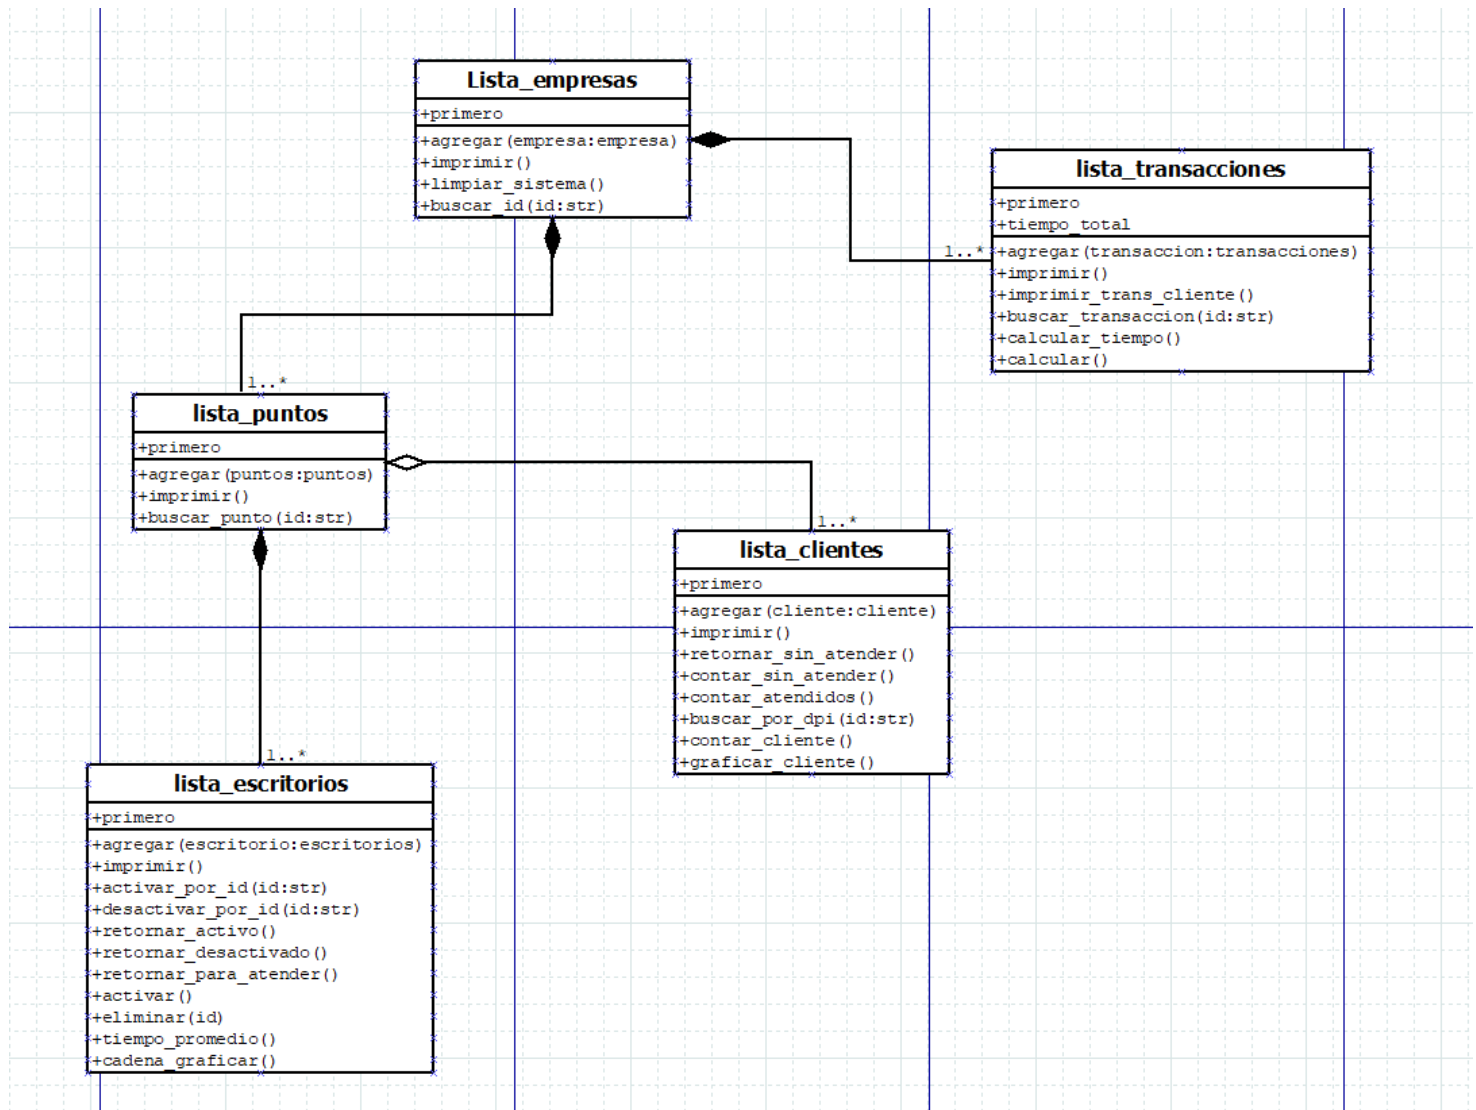 Lista_empresas
+primero
+agregar(empresa:empresa)
+imprimir()
+limpiar_sistema()
+buscar_id(id:str)
lista_transacciones
+primero
+tiempo_total
+agregar(transaccion:transacciones)
+imprimir()
+imprimir_trans_cliente()
+buscar_transaccion(id:str)
+calcular_tiempo()
+calcular()
1..*
1..*
lista_puntos
+primero
+agregar(puntos:puntos)
+imprimir()
+buscar_punto(id:str)
1..*
lista_clientes
+primero
+agregar(cliente:cliente)
+imprimir()
+retornar_sin_atender()
+contar_sin_atender()
+contar_atendidos()
+buscar_por_dpi(id:str)
+contar_cliente()
+graficar_cliente()
1..*
lista_escritorios
+primero
+agregar(escritorio:escritorios)
+imprimir()
+activar_por_id(id:str)
+desactivar_por_id(id:str)
+retornar_activo()
+retornar_desactivado()
+retornar_para_atender()
+activar()
+eliminar(id)
+tiempo_promedio()
+cadena_graficar()